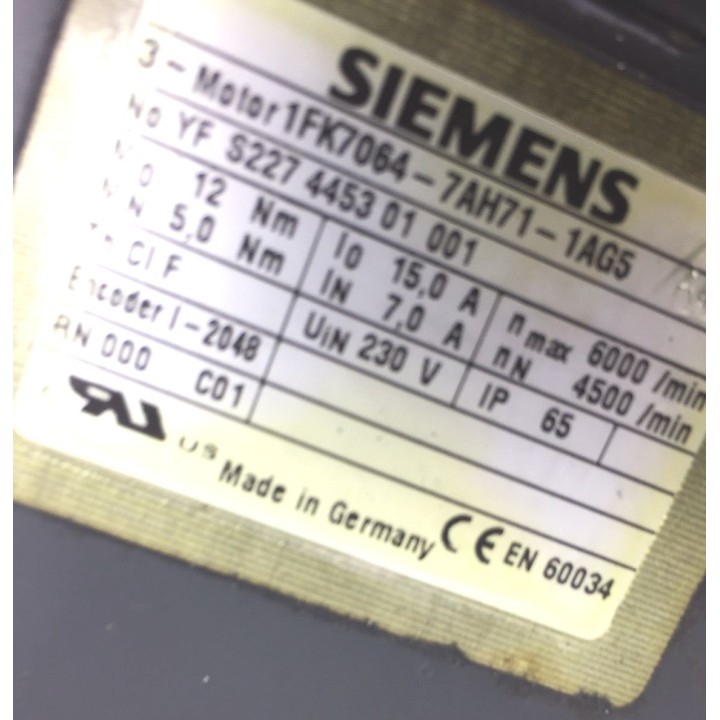 SIEMENS
3 - Motor 1FK7064-7AH71-1AG5
No YF S227 4453 01 001
M 0 12 Nm I0 15,0 A nmax 6000 /min
M N 5,0 Nm IN 7,0 A nN 4500 /min
Th Cl F UiN 230 V IP 65
Encoder I-2048
RN 000 C01
US
Made in Germany CE EN 60034